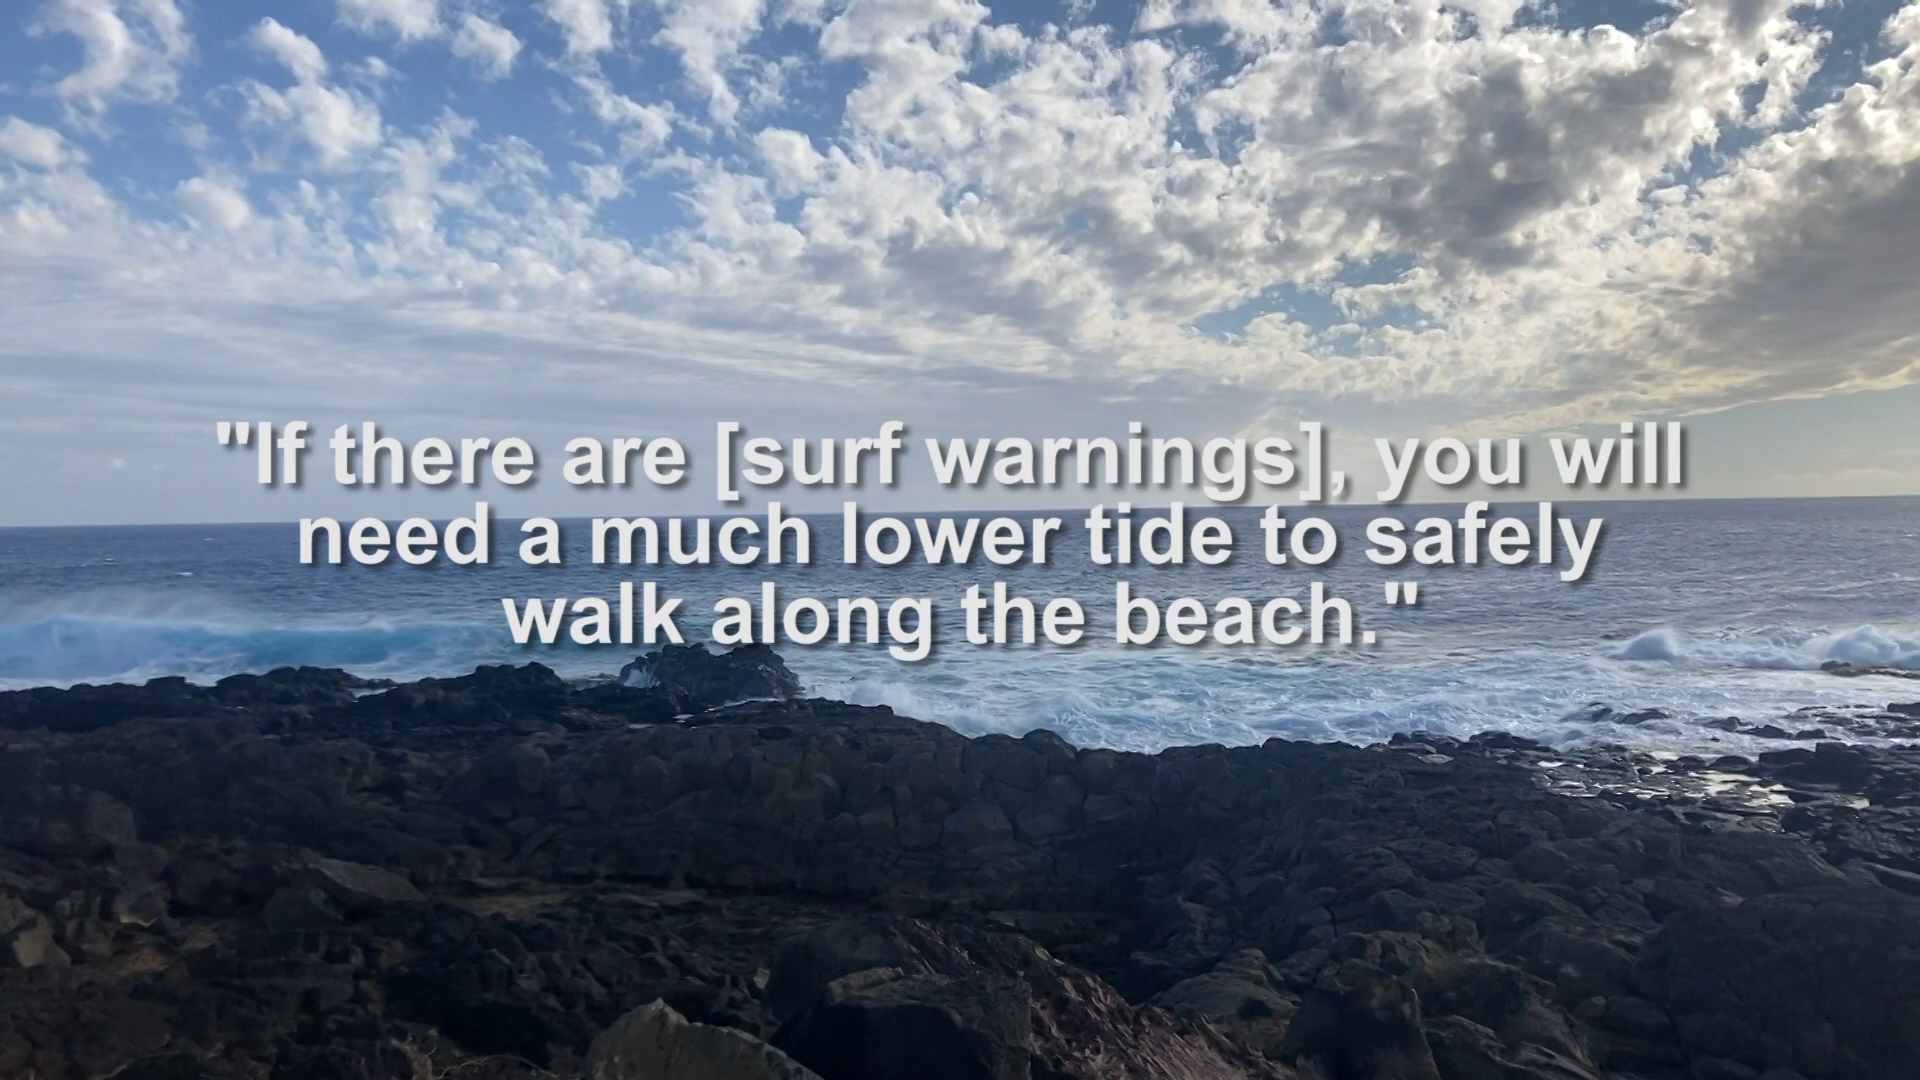 "If there are [surf warnings], you will
need a much lower tide to safely
walk along the beach."